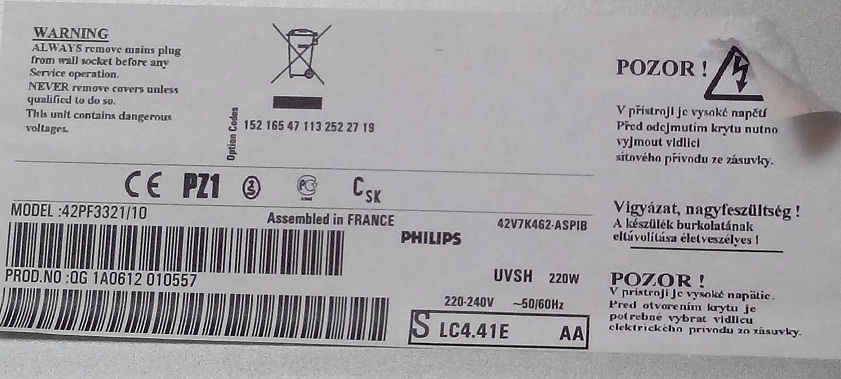 WARNING
ALWAYS remove mains plug
from wall socket before any
Service operation.
NEVER remove covers unless
qualified to do so.
This unit contains dangerous
voltages.
Option Codes
152 165 47 113 252 22 19
CE PZ1
CSK
MODEL :42PF3321/10
Assembled in FRANCE
42V7K462-ASPIB
PHILIPS
PROD.NO :QG 1A0612 010557
UVSH 220W
220-240V ~50/60Hz
S LC4.41E AA
POZOR !
V přístroji je vysoké napětí
Před odejmutím krytu nutno
vyjmout vidlici
síťového přívodu ze zásuvky.
Vigyázat, nagyfeszültség !
A készülék burkolatának
eltávolítása életveszélyes !
POZOR !
V prístroji je vysoké napätie.
Pred otvorením krytu je
potrebné vybrať vidlicu
elektrického prívodu zo zásuvky.